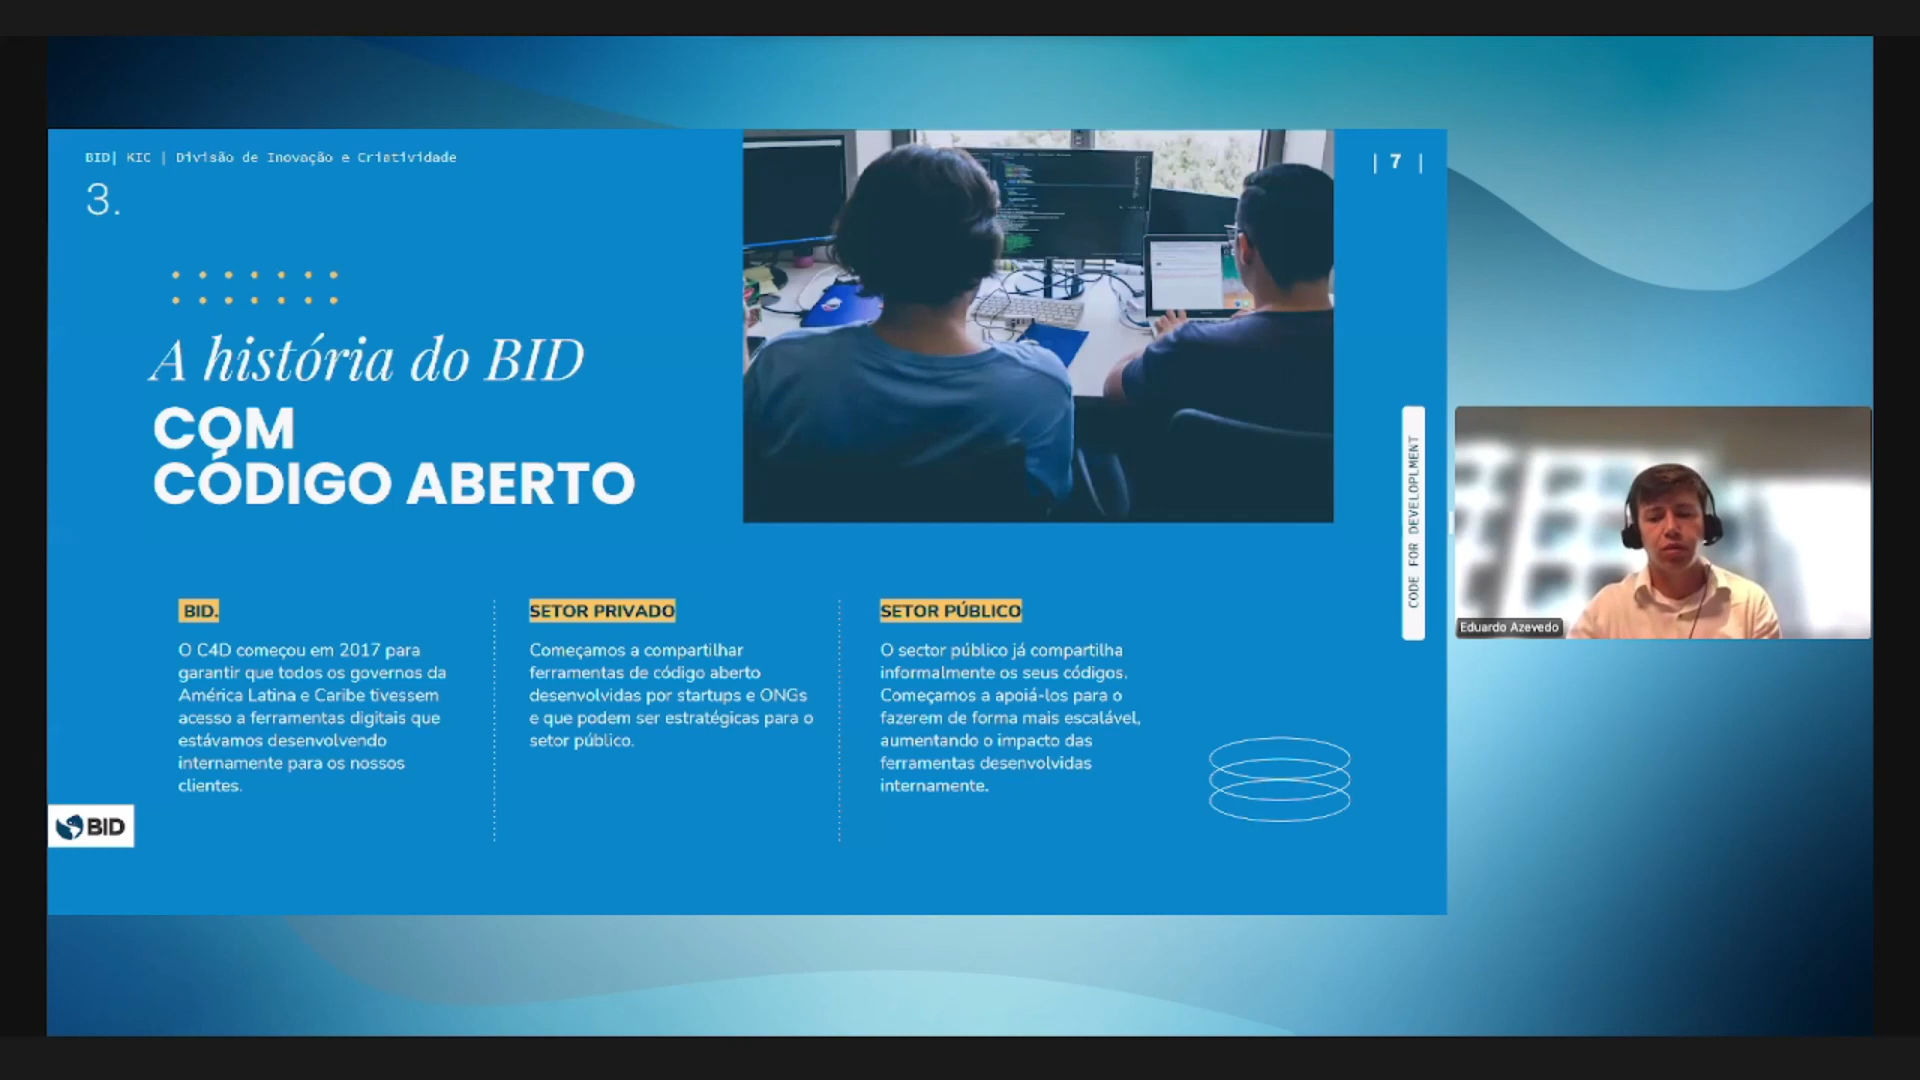 BID| KIC | Divisão de Inovação e Criatividade
| 7 |
3.
A história do BID
COM
CÓDIGO ABERTO
CODE FOR DEVELOPLMENT
BID.
O C4D começou em 2017 para
garantir que todos os governos da
América Latina e Caribe tivessem
acesso a ferramentas digitais que
estávamos desenvolvendo
internamente para os nossos
clientes.
SETOR PRIVADO
Começamos a compartilhar
ferramentas de código aberto
desenvolvidas por startups e ONGs
e que podem ser estratégicas para o
setor público.
SETOR PÚBLICO
O sector público já compartilha
informalmente os seus códigos.
Começamos a apoiá-los para o
fazerem de forma mais escalável,
aumentando o impacto das
ferramentas desenvolvidas
internamente.
BID
Eduardo Azevedo